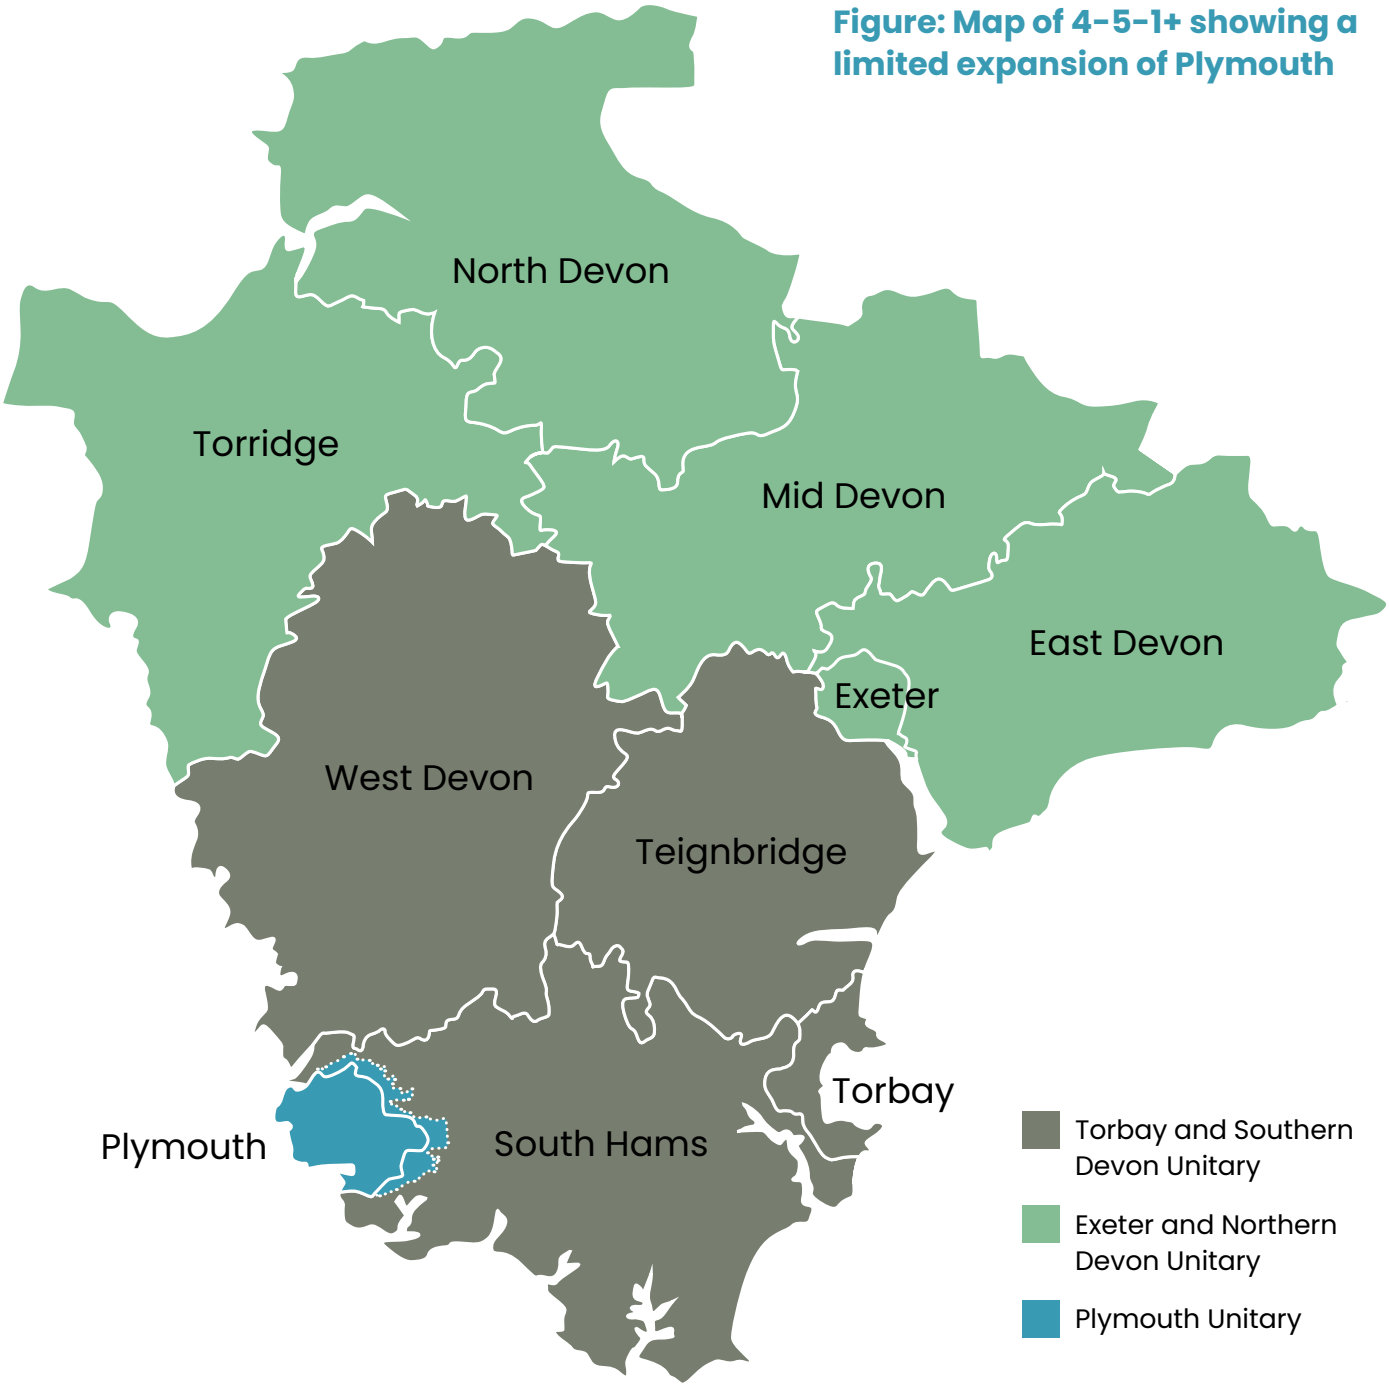 Figure: Map of 4-5-1+ showing a
limited expansion of Plymouth
North Devon
Torridge
Mid Devon
East Devon
Exeter
West Devon
Teignbridge
Torbay
Plymouth
South Hams
Torbay and Southern
Devon Unitary
Exeter and Northern
Devon Unitary
Plymouth Unitary